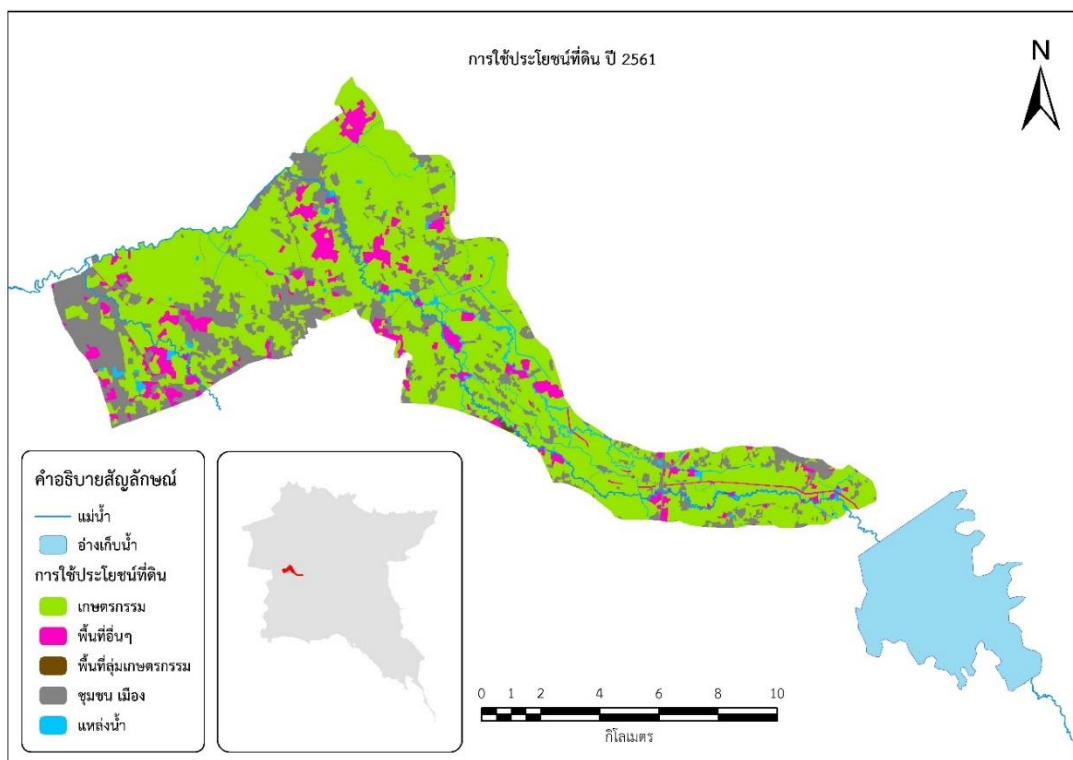 การใช้ประโยชน์ที่ดิน ปี 2561
N
คำอธิบายสัญลักษณ์
แม่น้ำ
อ่างเก็บน้ำ
การใช้ประโยชน์ที่ดิน
เกษตรกรรม
พื้นที่อื่นๆ
พื้นที่ลุ่มเกษตรกรรม
ชุมชน เมือง
แหล่งน้ำ
0 1 2 4 6 8 10
กิโลเมตร